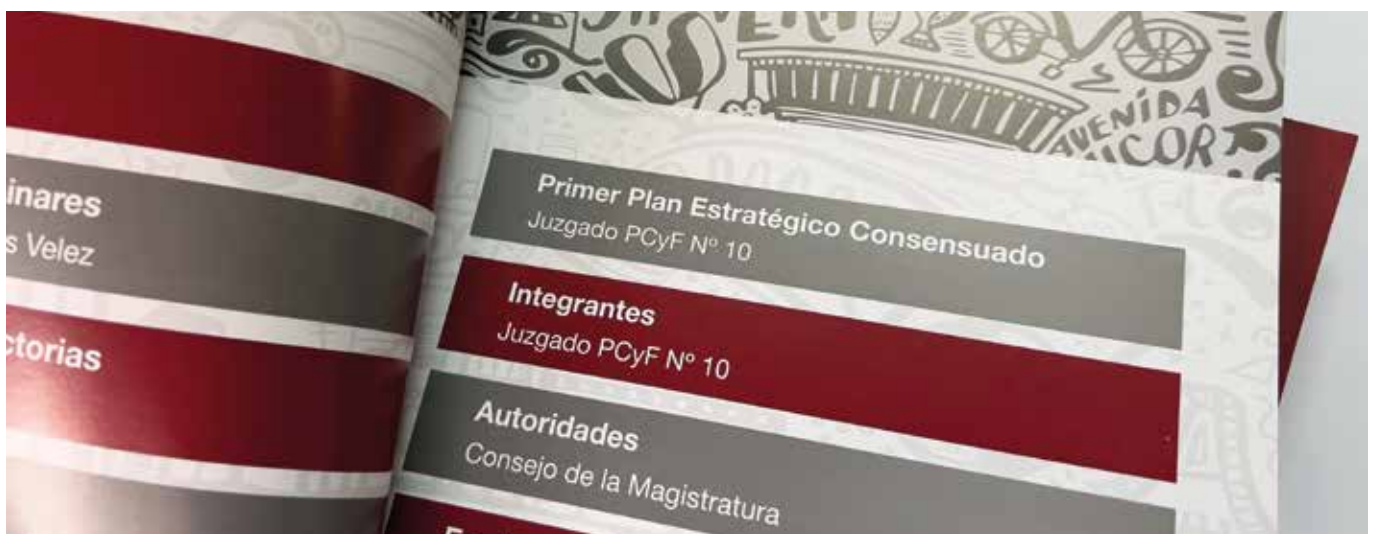 inares
s Velez
ctorias
AVENIDA
Primer Plan Estratégico Consensuado
Juzgado PCyF Nº 10
Integrantes
Juzgado PCyF Nº 10
Autoridades
Consejo de la Magistratura